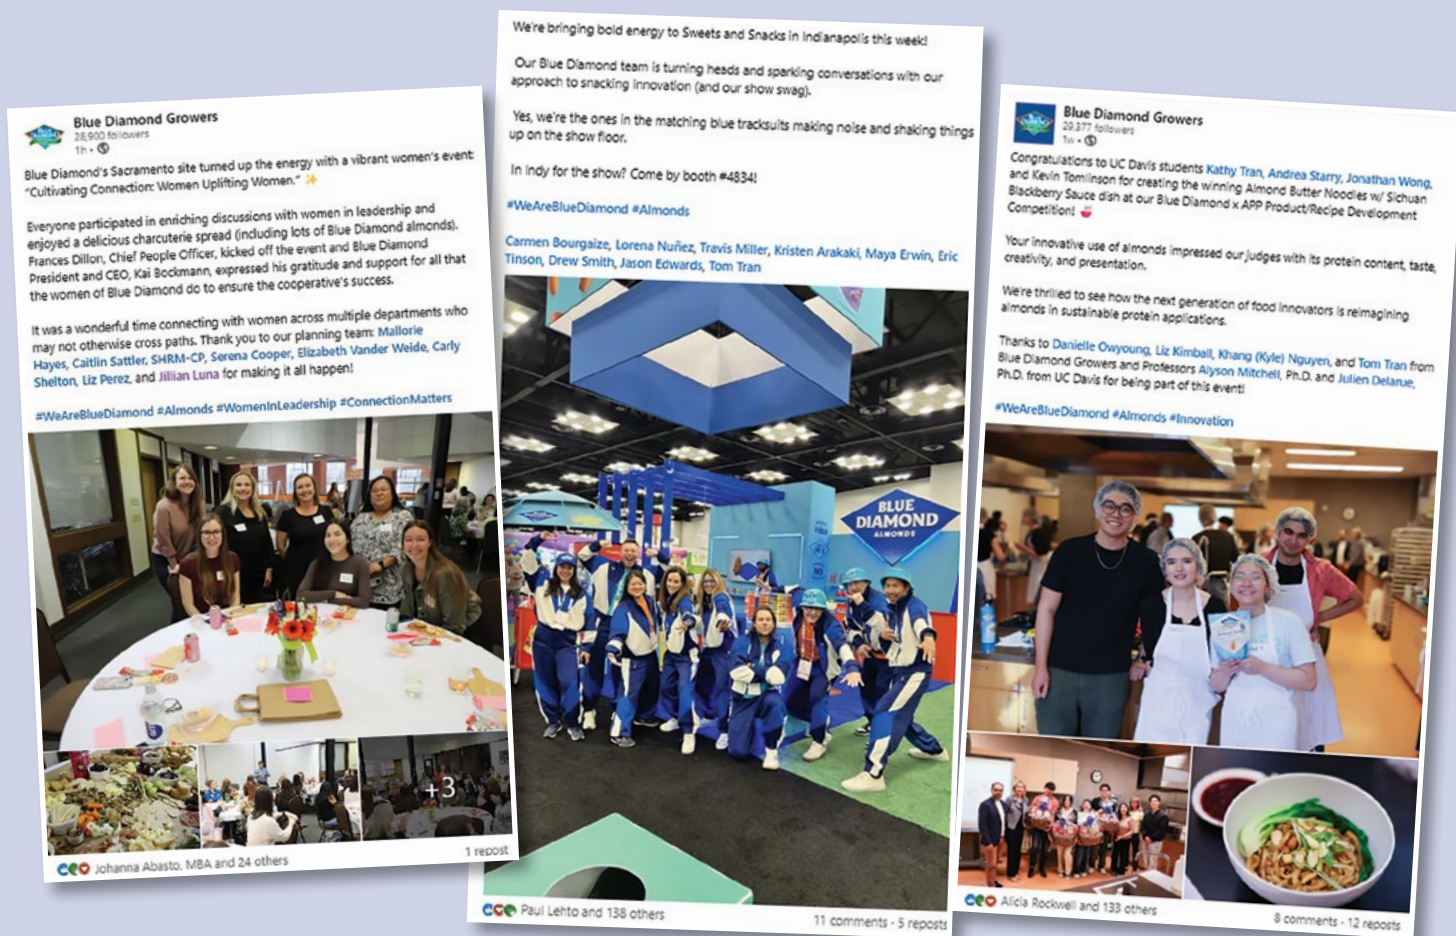 Blue Diamond Growers
28,900 followers
1h •
Blue Diamond's Sacramento site turned up the energy with a vibrant women's event:
"Cultivating Connection: Women Uplifting Women." ✨
Everyone participated in enriching discussions with women in leadership and
enjoyed a delicious charcuterie spread (including lots of Blue Diamond almonds).
Frances Dillon, Chief People Officer, kicked off the event and Blue Diamond
President and CEO, Kai Bockmann, expressed his gratitude and support for all that
the women of Blue Diamond do to ensure the cooperative's success.
It was a wonderful time connecting with women across multiple departments who
may not otherwise cross paths. Thank you to our planning team: Mallorie
Hayes, Caitlin Sattler, SHRM-CP, Serena Cooper, Elizabeth Vander Weide, Carly
Shelton, Liz Perez, and Jillian Luna for making it all happen!
#WeAreBlueDiamond #Almonds #WomenInLeadership #ConnectionMatters
+3
Johanna Abasto, MBA and 24 others
1 repost
We're bringing bold energy to Sweets and Snacks in Indianapolis this week!
Our Blue Diamond team is turning heads and sparking conversations with our
approach to snacking innovation (and our show swag).
Yes, we're the ones in the matching blue tracksuits making noise and shaking things
up on the show floor.
In Indy for the show? Come by booth #4834!
#WeAreBlueDiamond #Almonds
Carmen Bourgaize, Lorena Nuñez, Travis Miller, Kristen Arakaki, Maya Erwin, Eric
Tinson, Drew Smith, Jason Edwards, Tom Tran
BLUE
DIAMOND
ALMONDS
Paul Lehto and 138 others
11 comments · 5 reposts
Blue Diamond Growers
29,377 followers
1w •
Congratulations to UC Davis students Kathy Tran, Andrea Starry, Jonathan Wong,
and Kevin Tomlinson for creating the winning Almond Butter Noodles w/ Sichuan
Blackberry Sauce dish at our Blue Diamond x APP Product/Recipe Development
Competition!
Your innovative use of almonds impressed our judges with its protein content, taste,
creativity, and presentation.
We're thrilled to see how the next generation of food innovators is reimagining
almonds in sustainable protein applications.
Thanks to Danielle Owyoung, Liz Kimball, Khang (Kyle) Nguyen, and Tom Tran from
Blue Diamond Growers and Professors Alyson Mitchell, Ph.D. and Julien Delarue,
Ph.D. from UC Davis for being part of this event!
#WeAreBlueDiamond #Almonds #Innovation
Alicia Rockwell and 133 others
8 comments · 12 reposts